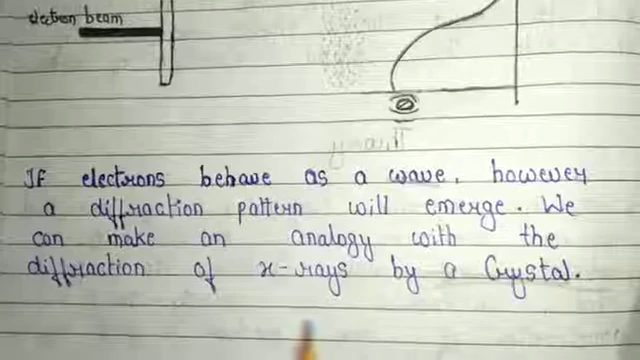 electron beam
If electrons behave as a wave, however
a diffraction pattern will emerge. We
can make an analogy with the
diffraction of x-rays by a Crystal.